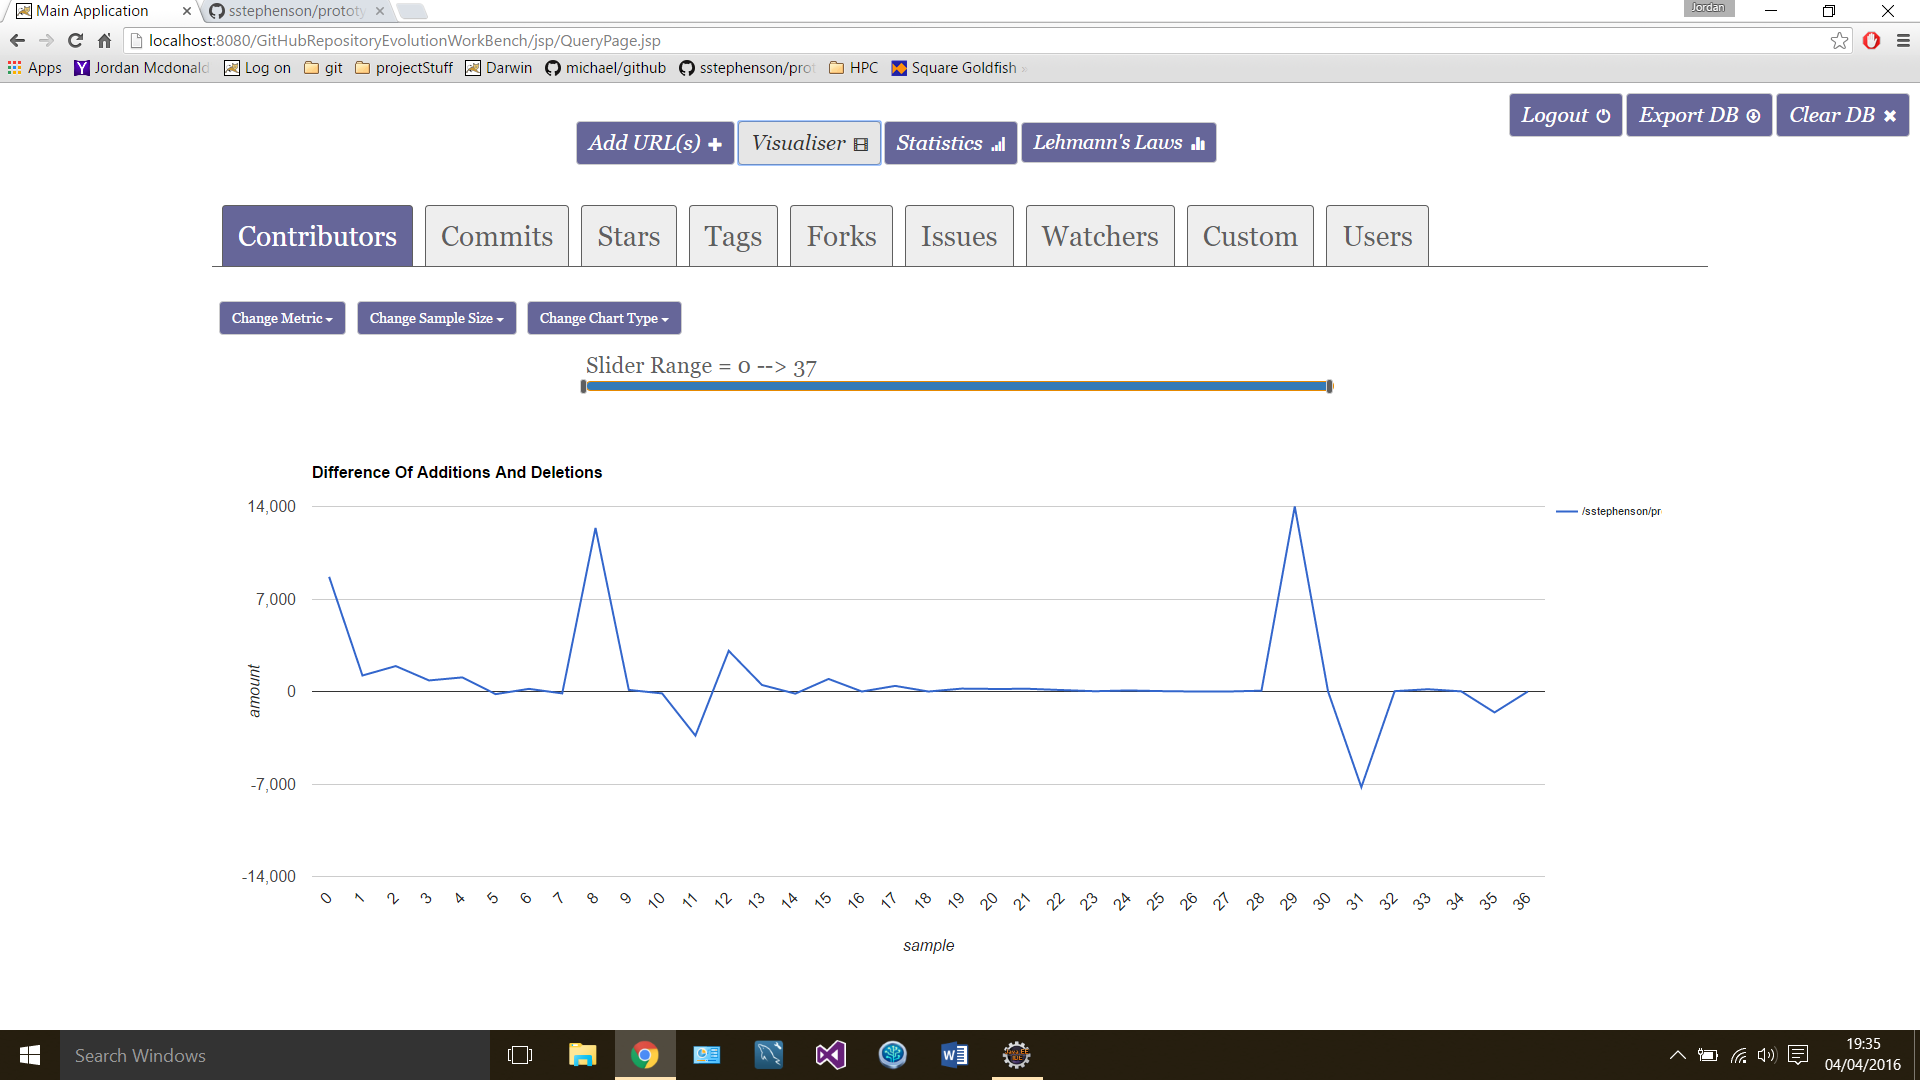 Main Application
sstephenson/prototy
Jordan
localhost:8080/GitHubRepositoryEvolutionWorkBench/jsp/QueryPage.jsp
Apps Jordan Mcdonald Log on git projectStuff Darwin michael/github sstephenson/prot HPC Square Goldfish
Logout Export DB Clear DB
Add URL(s) Visualiser Statistics Lehmann's Laws
Contributors Commits Stars Tags Forks Issues Watchers Custom Users
Change Metric Change Sample Size Change Chart Type
Slider Range = 0 --> 37
Difference Of Additions And Deletions
14,000
7,000
0
-7,000
-14,000
amount
/sstephenson/pr
0 1 2 3 4 5 6 7 8 9 10 11 12 13 14 15 16 17 18 19 20 21 22 23 24 25 26 27 28 29 30 31 32 33 34 35 36
sample
Search Windows
19:35
04/04/2016